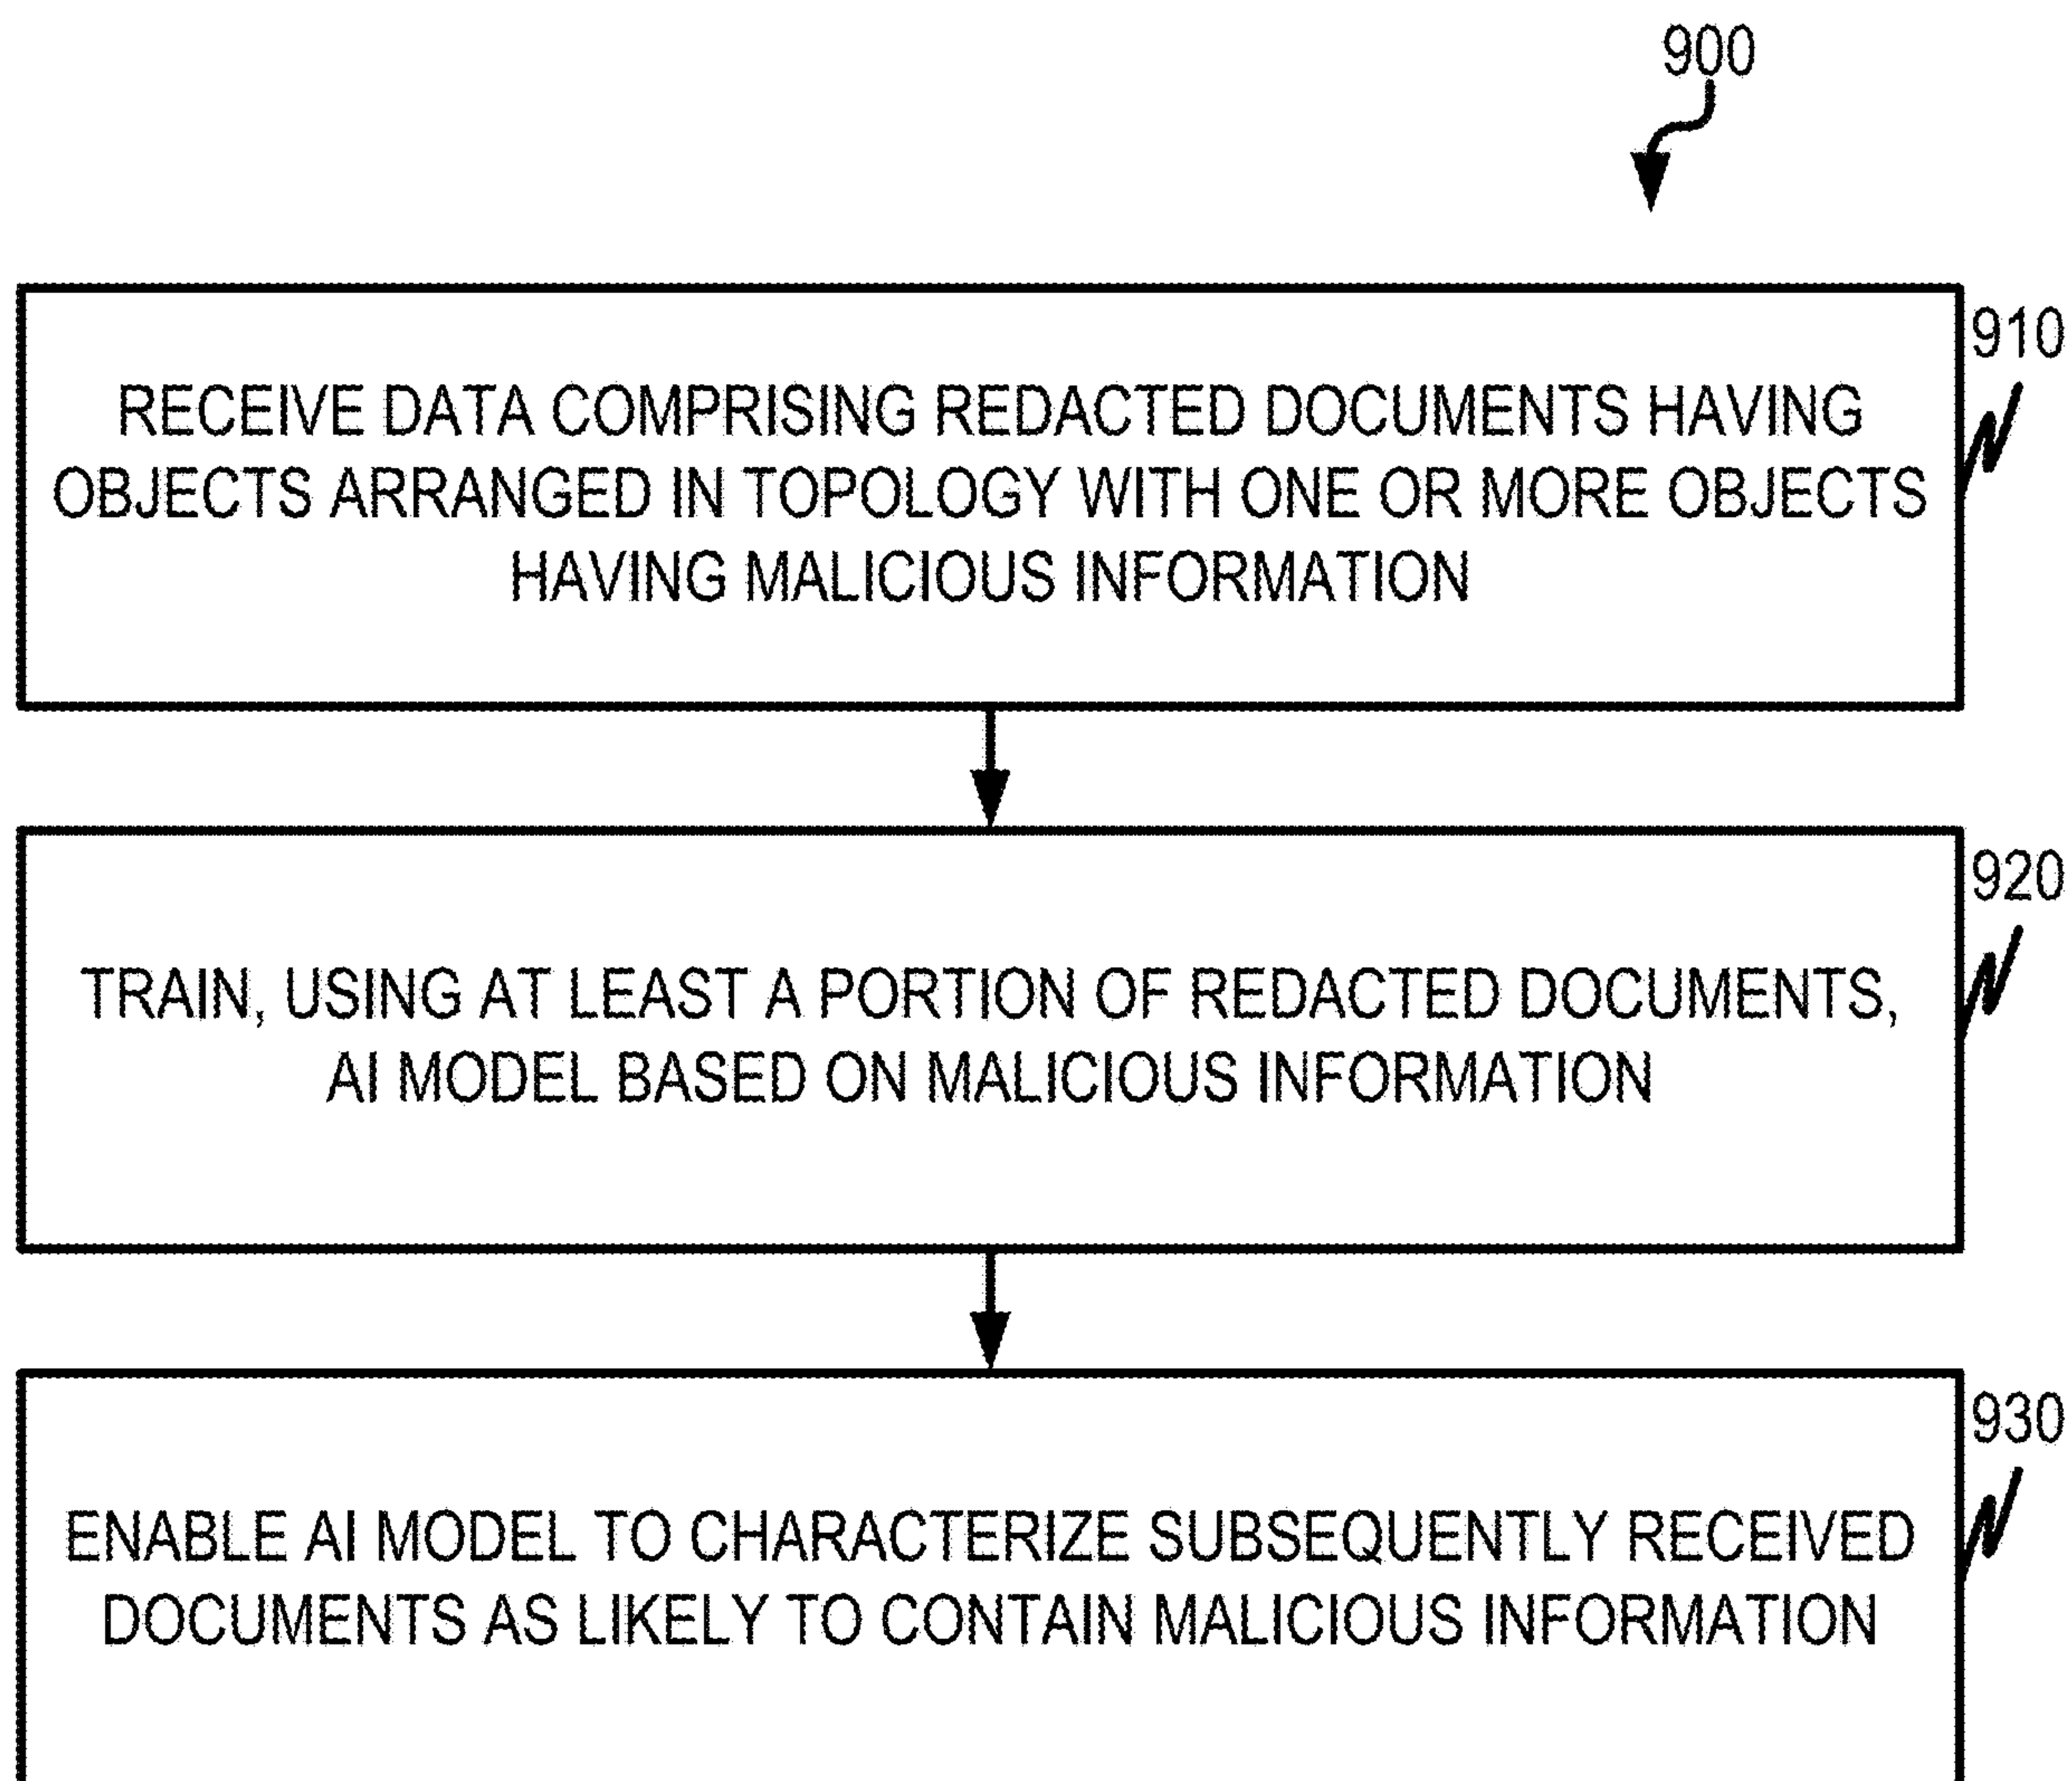 900
910
RECEIVE DATA COMPRISING REDACTED DOCUMENTS HAVING
OBJECTS ARRANGED IN TOPOLOGY WITH ONE OR MORE OBJECTS
HAVING MALICIOUS INFORMATION
920
TRAIN, USING AT LEAST A PORTION OF REDACTED DOCUMENTS,
AI MODEL BASED ON MALICIOUS INFORMATION
930
ENABLE AI MODEL TO CHARACTERIZE SUBSEQUENTLY RECEIVED
DOCUMENTS AS LIKELY TO CONTAIN MALICIOUS INFORMATION